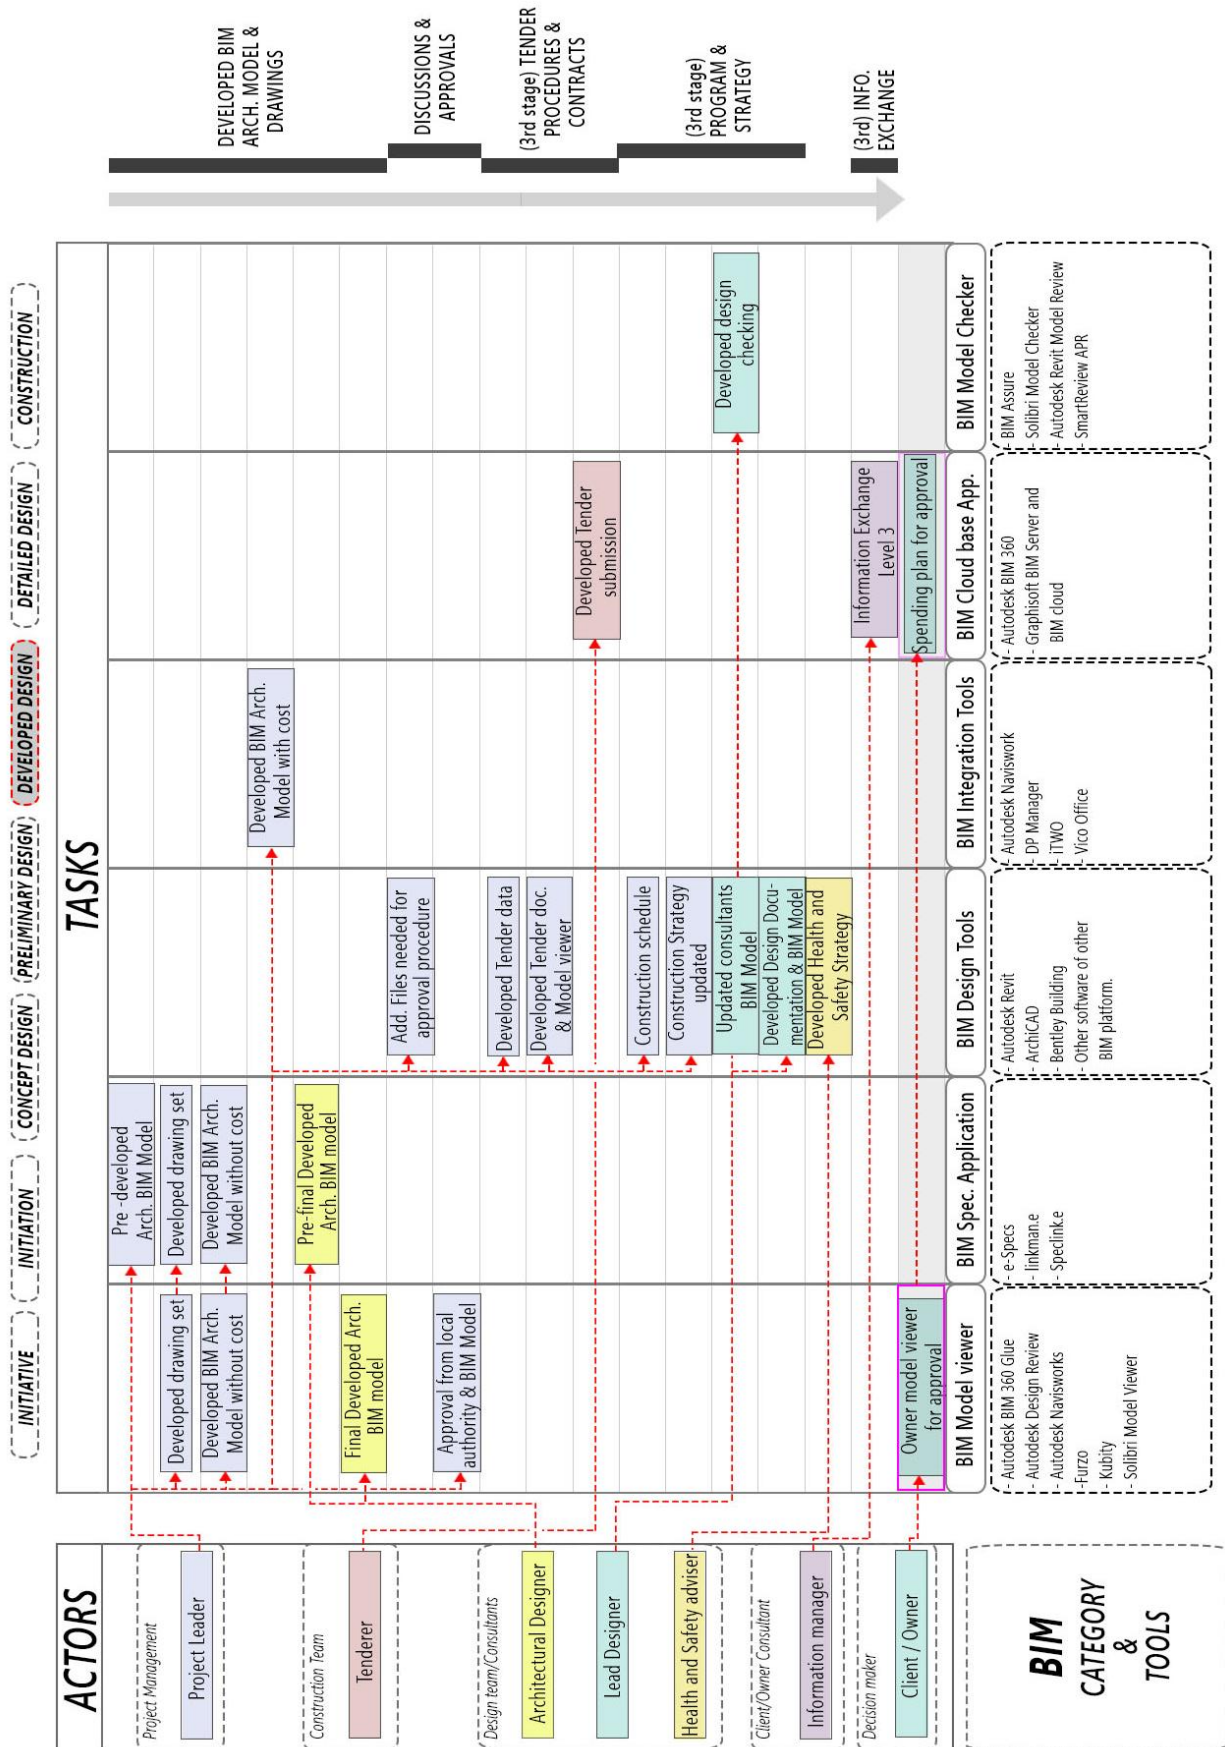 INITIATIVE
INITIATION
CONCEPT DESIGN
PRELIMINARY DESIGN
DEVELOPED DESIGN
DETAILED DESIGN
CONSTRUCTION
ACTORS
TASKS
Project Management
Project Leader
Construction Team
Tenderer
Design team/Consultants
Architectural Designer
Lead Designer
Health and Safety adviser
Client/Owner Consultant
Information manager
Decision maker
Client / Owner
Pre -developed
Arch. BIM Model
Developed drawing set
Developed drawing set
Developed BIM Arch.
Model without cost
Developed BIM Arch.
Model without cost
Developed BIM Arch.
Model with cost
Pre-final Developed
Arch. BIM model
Final Developed Arch.
BIM model
Add. Files needed for
approval procedure
Approval from local
authority & BIM Model
Developed Tender data
Developed Tender doc.
& Model viewer
Developed Tender
submission
Construction schedule
Construction Strategy
updated
Updated consultants
BIM Model
Developed design
checking
Developed Design Docu-
mentation & BIM Model
Developed Health and
Safety Strategy
Information Exchange
Level 3
Owner model viewer
for approval
Spending plan for approval
DEVELOPED BIM
ARCH. MODEL &
DRAWINGS
DISCUSSIONS &
APPROVALS
(3rd stage) TENDER
PROCEDURES &
CONTRACTS
(3rd stage)
PROGRAM &
STRATEGY
(3rd) INFO.
EXCHANGE
BIM
CATEGORY
&
TOOLS
BIM Model viewer
- Autodesk BIM 360 Glue
- Autodesk Design Review
- Autodesk Navisworks
-Furzo
- Kubity
- Solibri Model Viewer
BIM Spec. Application
- e-Specs
- linkman.e
- Speclink.e
BIM Design Tools
- Autodesk Revit
- ArchiCAD
- Bentley Building
- Other software of other
BIM platform.
BIM Integration Tools
- Autodesk Naviswork
- DP Manager
- iTWO
- Vico Office
BIM Cloud base App.
- Autodesk BIM 360
- Graphisoft BIM Server and
BIM cloud
BIM Model Checker
- BIM Assure
- Solibri Model Checker
- Autodesk Revit Model Review
- SmartReview APR